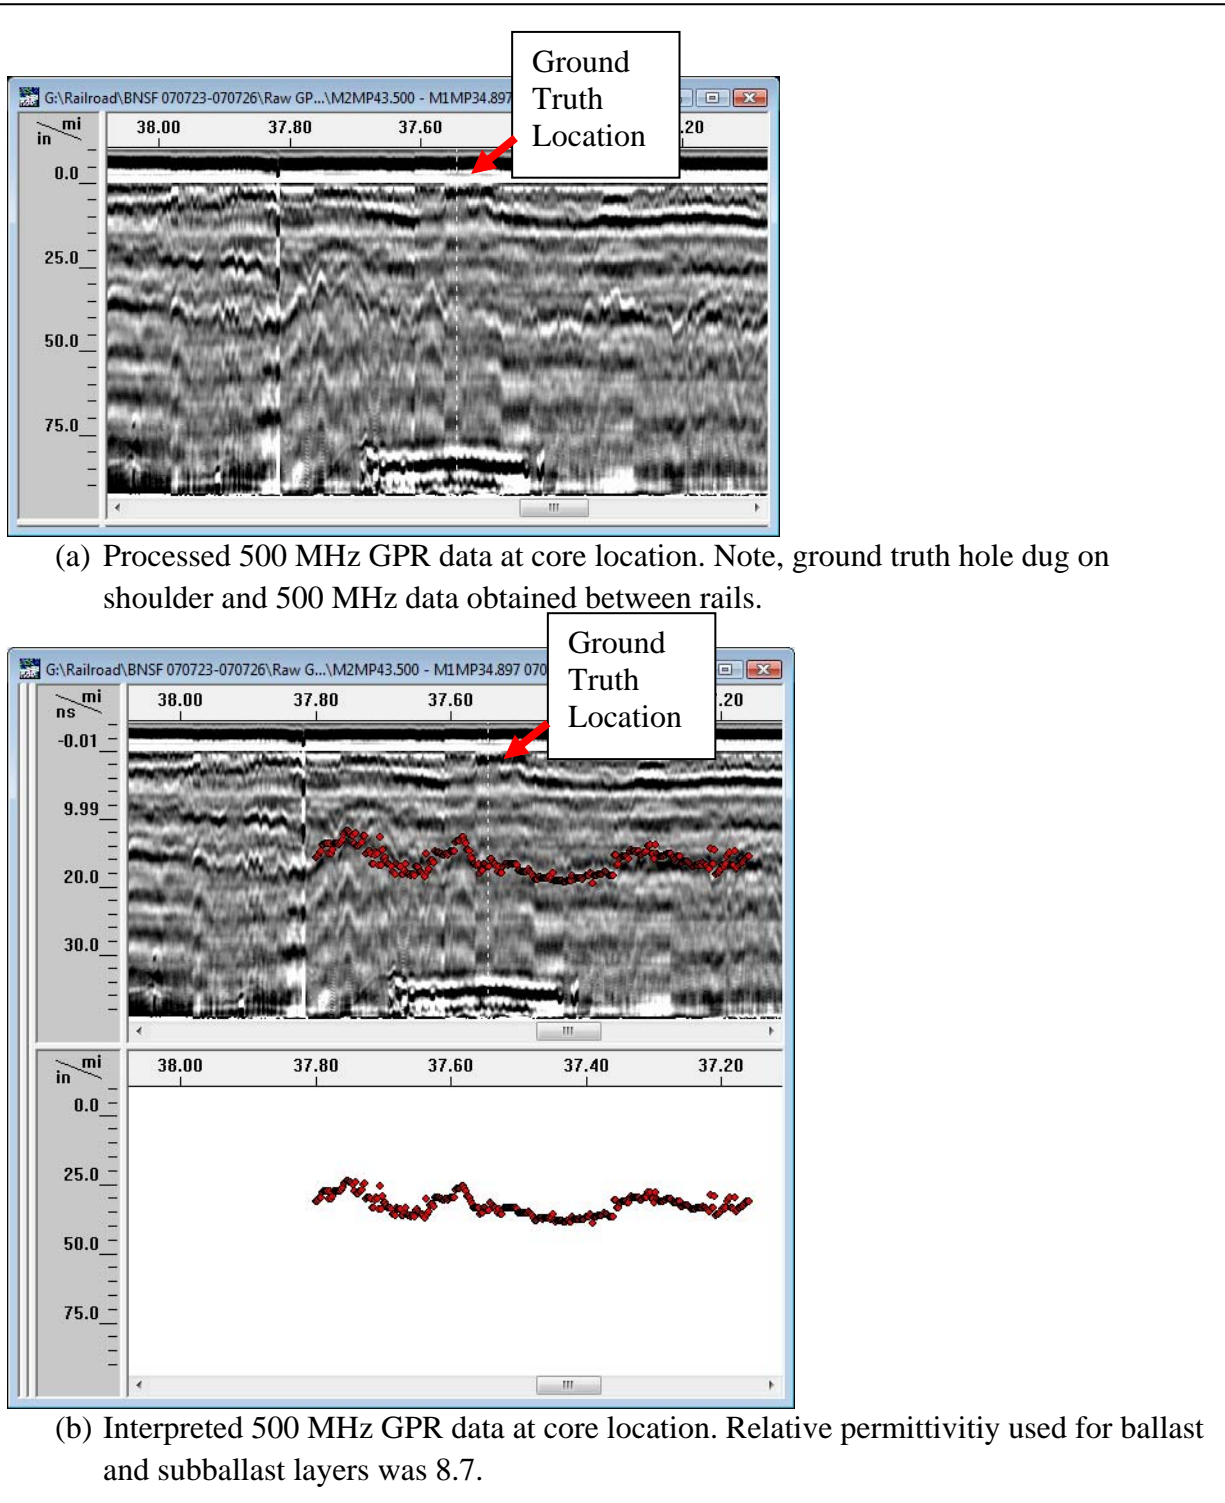 Ground
Truth
Location
G:\Railroad\BNSF 070723-070726\Raw GP...\M2MP43.500 - M1MP34.897
mi
in
38.00 37.80 37.60 .20
0.0
25.0
50.0
75.0
(a) Processed 500 MHz GPR data at core location. Note, ground truth hole dug on
shoulder and 500 MHz data obtained between rails.
Ground
Truth
Location
G:\Railroad\BNSF 070723-070726\Raw G...\M2MP43.500 - M1MP34.897 070
mi
ns
38.00 37.80 37.60 .20
-0.01
9.99
20.0
30.0
mi
in
38.00 37.80 37.60 37.40 37.20
0.0
25.0
50.0
75.0
(b) Interpreted 500 MHz GPR data at core location. Relative permittivitiy used for ballast
and subballast layers was 8.7.